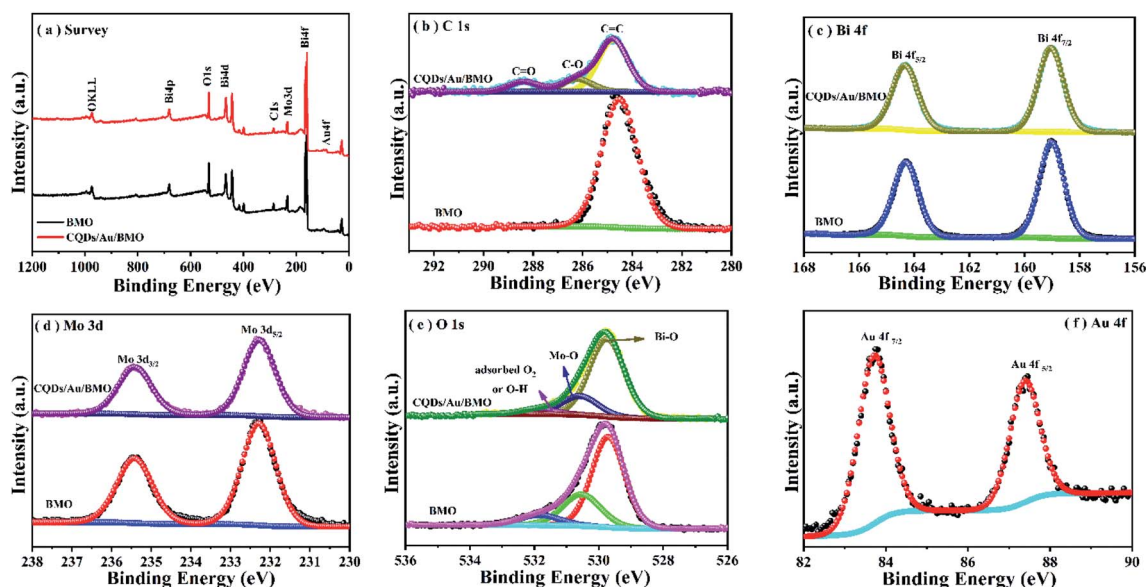 ( a ) Survey
OKLL
Bi4p
O1s
Bi4d
C1s
Mo3d
Bi4f
Au4f
BMO
CQDs/Au/BMO
Intensity (a.u.)
1200 1000 800 600 400 200 0
Binding Energy (eV)
( b ) C 1s
C=C
C=O
C-O
CQDs/Au/BMO
BMO
Intensity (a.u.)
292 290 288 286 284 282 280
Binding Energy (eV)
( c ) Bi 4f
Bi 4f7/2
Bi 4f5/2
CQDs/Au/BMO
BMO
Intensity (a.u.)
168 166 164 162 160 158 156
Binding Energy (eV)
( d ) Mo 3d
Mo 3d5/2
Mo 3d3/2
CQDs/Au/BMO
BMO
Intensity (a.u.)
238 237 236 235 234 233 232 231 230
Binding Energy (eV)
( e ) O 1s
Bi-O
Mo-O
adsorbed O2
or O-H
CQDs/Au/BMO
BMO
Intensity (a.u.)
536 534 532 530 528 526
Binding Energy (eV)
( f ) Au 4f
Au 4f 7/2
Au 4f 5/2
Intensity (a.u.)
82 84 86 88 90
Binding Energy (eV)